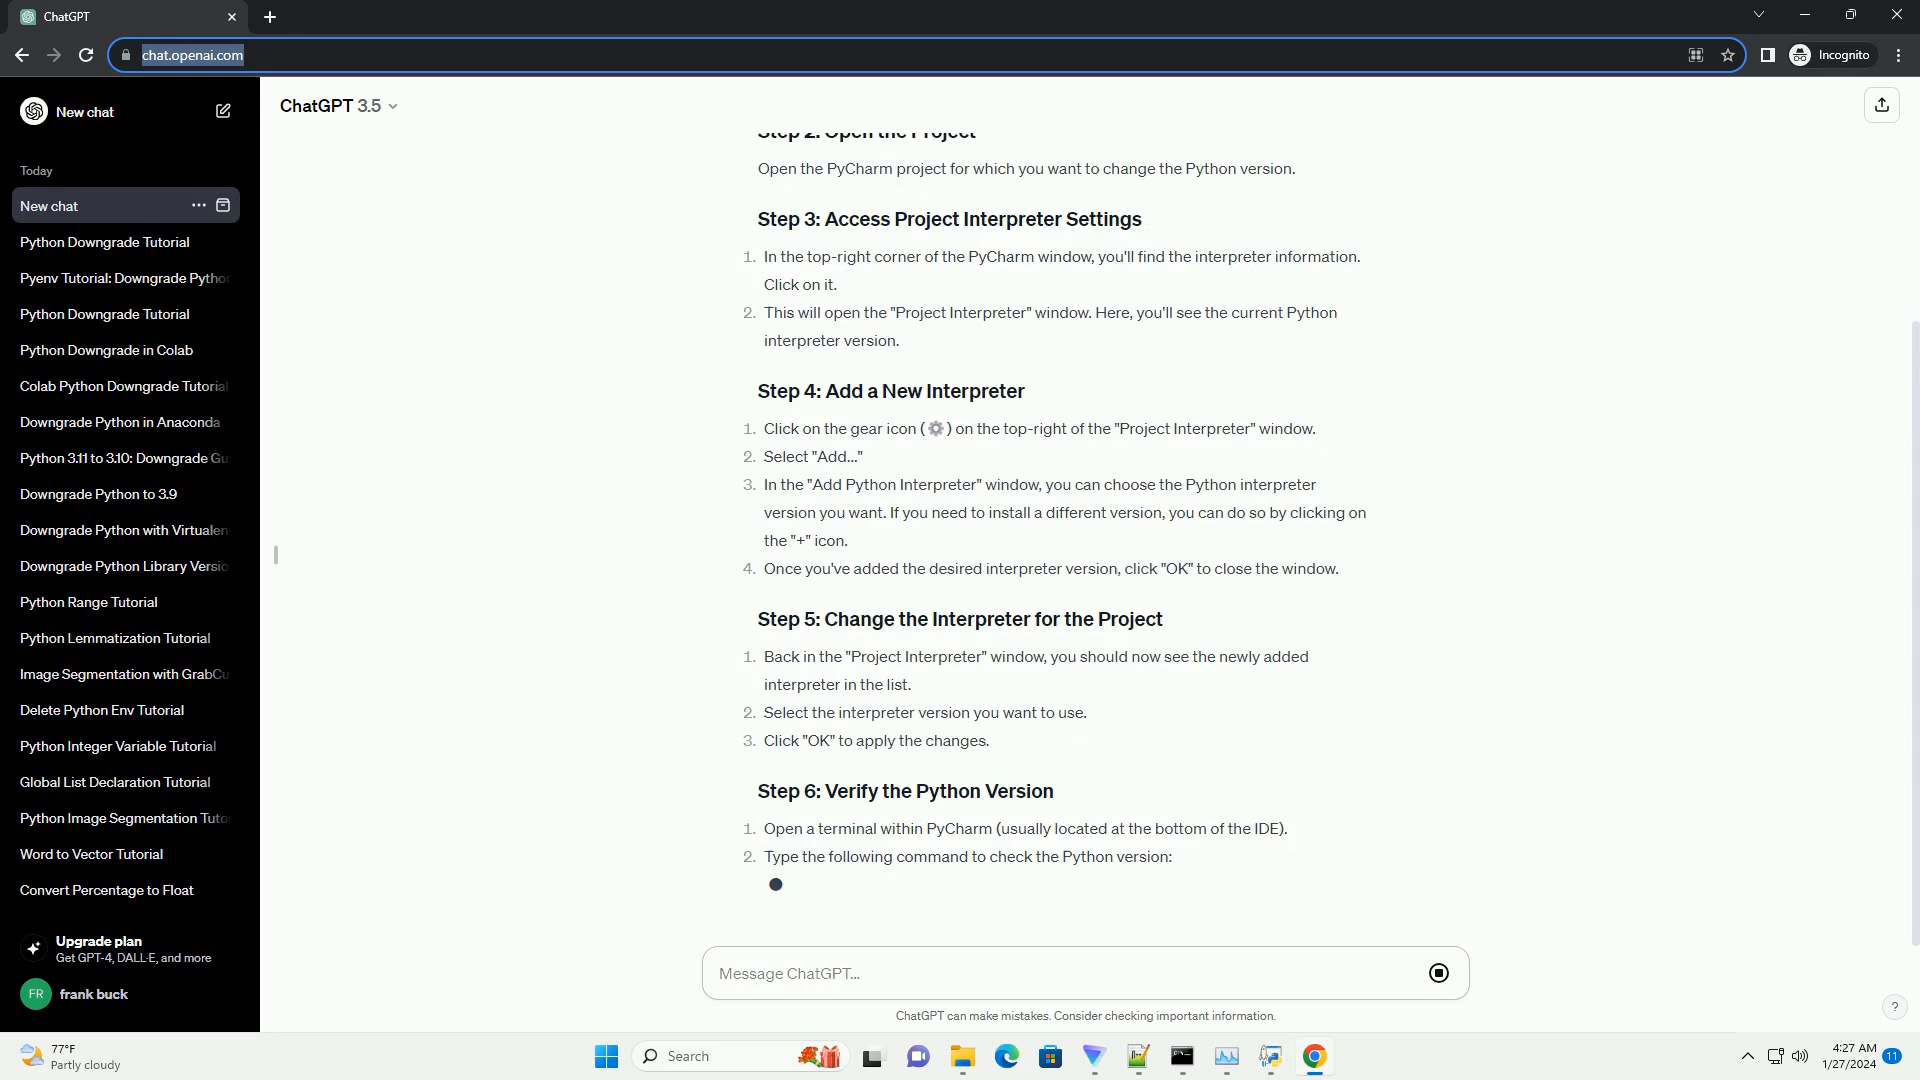 ChatGPT
chat.openai.com
Incognito
New chat
Today
New chat
Python Downgrade Tutorial
Pyenv Tutorial: Downgrade Pytho
Python Downgrade Tutorial
Python Downgrade in Colab
Colab Python Downgrade Tutorial
Downgrade Python in Anaconda
Python 3.11 to 3.10: Downgrade Gu
Downgrade Python to 3.9
Downgrade Python with Virtualen
Downgrade Python Library Versio
Python Range Tutorial
Python Lemmatization Tutorial
Image Segmentation with GrabCu
Delete Python Env Tutorial
Python Integer Variable Tutorial
Global List Declaration Tutorial
Python Image Segmentation Tuto
Word to Vector Tutorial
Convert Percentage to Float
Upgrade plan
Get GPT-4, DALL·E, and more
FR frank buck
ChatGPT 3.5
Step 2: Open the Project
Open the PyCharm project for which you want to change the Python version.
Step 3: Access Project Interpreter Settings
1. In the top-right corner of the PyCharm window, you'll find the interpreter information.
Click on it.
2. This will open the "Project Interpreter" window. Here, you'll see the current Python
interpreter version.
Step 4: Add a New Interpreter
1. Click on the gear icon (⚙️) on the top-right of the "Project Interpreter" window.
2. Select "Add..."
3. In the "Add Python Interpreter" window, you can choose the Python interpreter
version you want. If you need to install a different version, you can do so by clicking on
the "+" icon.
4. Once you've added the desired interpreter version, click "OK" to close the window.
Step 5: Change the Interpreter for the Project
1. Back in the "Project Interpreter" window, you should now see the newly added
interpreter in the list.
2. Select the interpreter version you want to use.
3. Click "OK" to apply the changes.
Step 6: Verify the Python Version
1. Open a terminal within PyCharm (usually located at the bottom of the IDE).
2. Type the following command to check the Python version:
Message ChatGPT...
ChatGPT can make mistakes. Consider checking important information.
?
77°F
Partly cloudy
Search
4:27 AM
1/27/2024
11